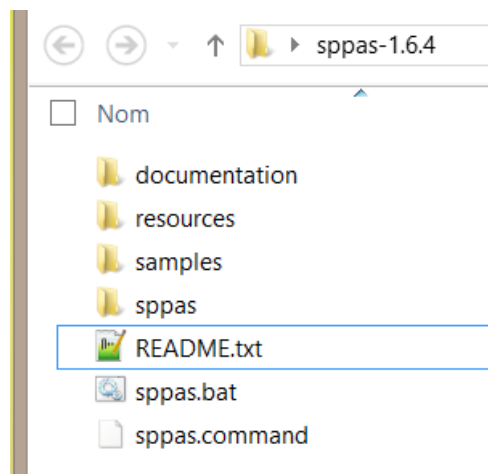 sppas-1.6.4
Nom
documentation
resources
samples
sppas
README.txt
sppas.bat
sppas.command